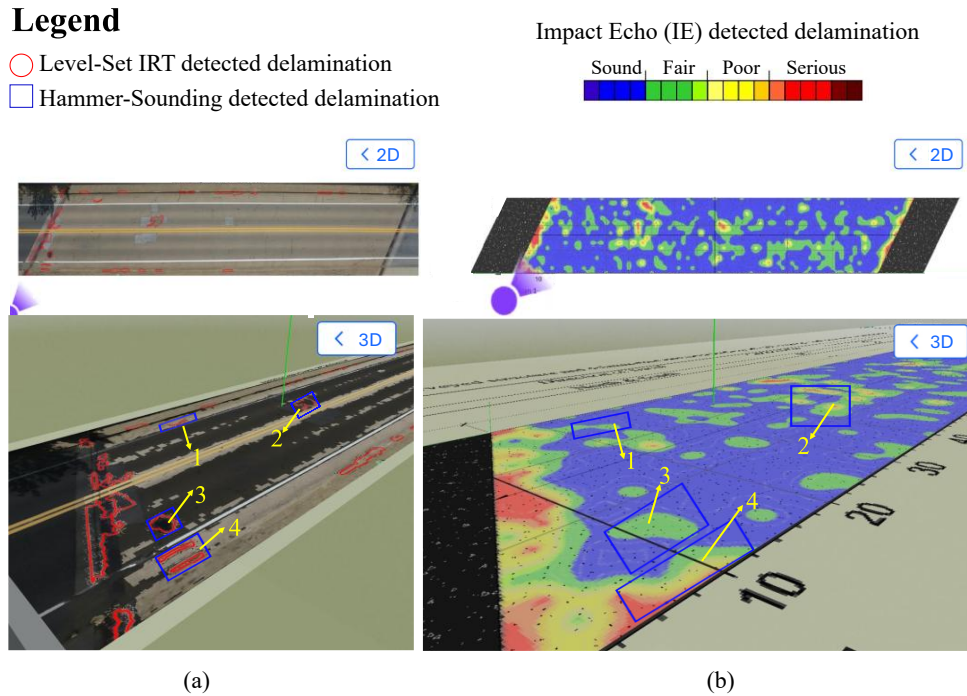 Legend
Level-Set IRT detected delamination
Hammer-Sounding detected delamination
Impact Echo (IE) detected delamination
Sound Fair Poor Serious
< 2D
< 2D
< 3D
1
2
3
4
< 3D
1
2
3
4
10
20
30
40
(a)
(b)